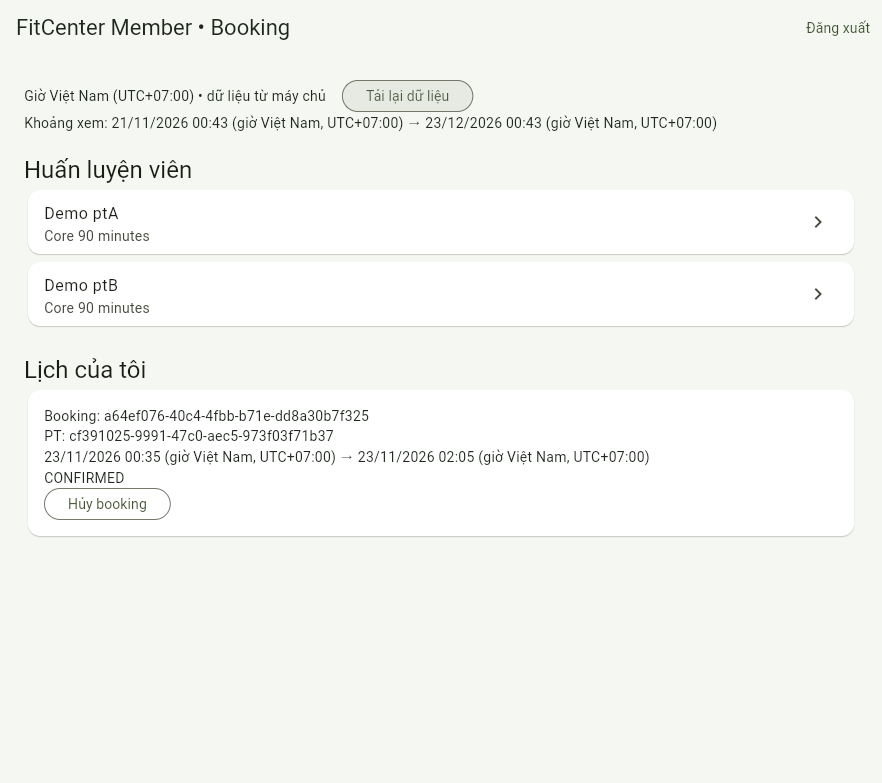 FitCenter Member • Booking
Đăng xuất
Giờ Việt Nam (UTC+07:00) • dữ liệu từ máy chủ
Tải lại dữ liệu
Khoảng xem: 21/11/2026 00:43 (giờ Việt Nam, UTC+07:00) → 23/12/2026 00:43 (giờ Việt Nam, UTC+07:00)
Huấn luyện viên
Demo ptA
Core 90 minutes
Demo ptB
Core 90 minutes
Lịch của tôi
Booking: a64ef076-40c4-4fbb-b71e-dd8a30b7f325
PT: cf391025-9991-47c0-aec5-973f03f71b37
23/11/2026 00:35 (giờ Việt Nam, UTC+07:00) → 23/11/2026 02:05 (giờ Việt Nam, UTC+07:00)
CONFIRMED
Hủy booking